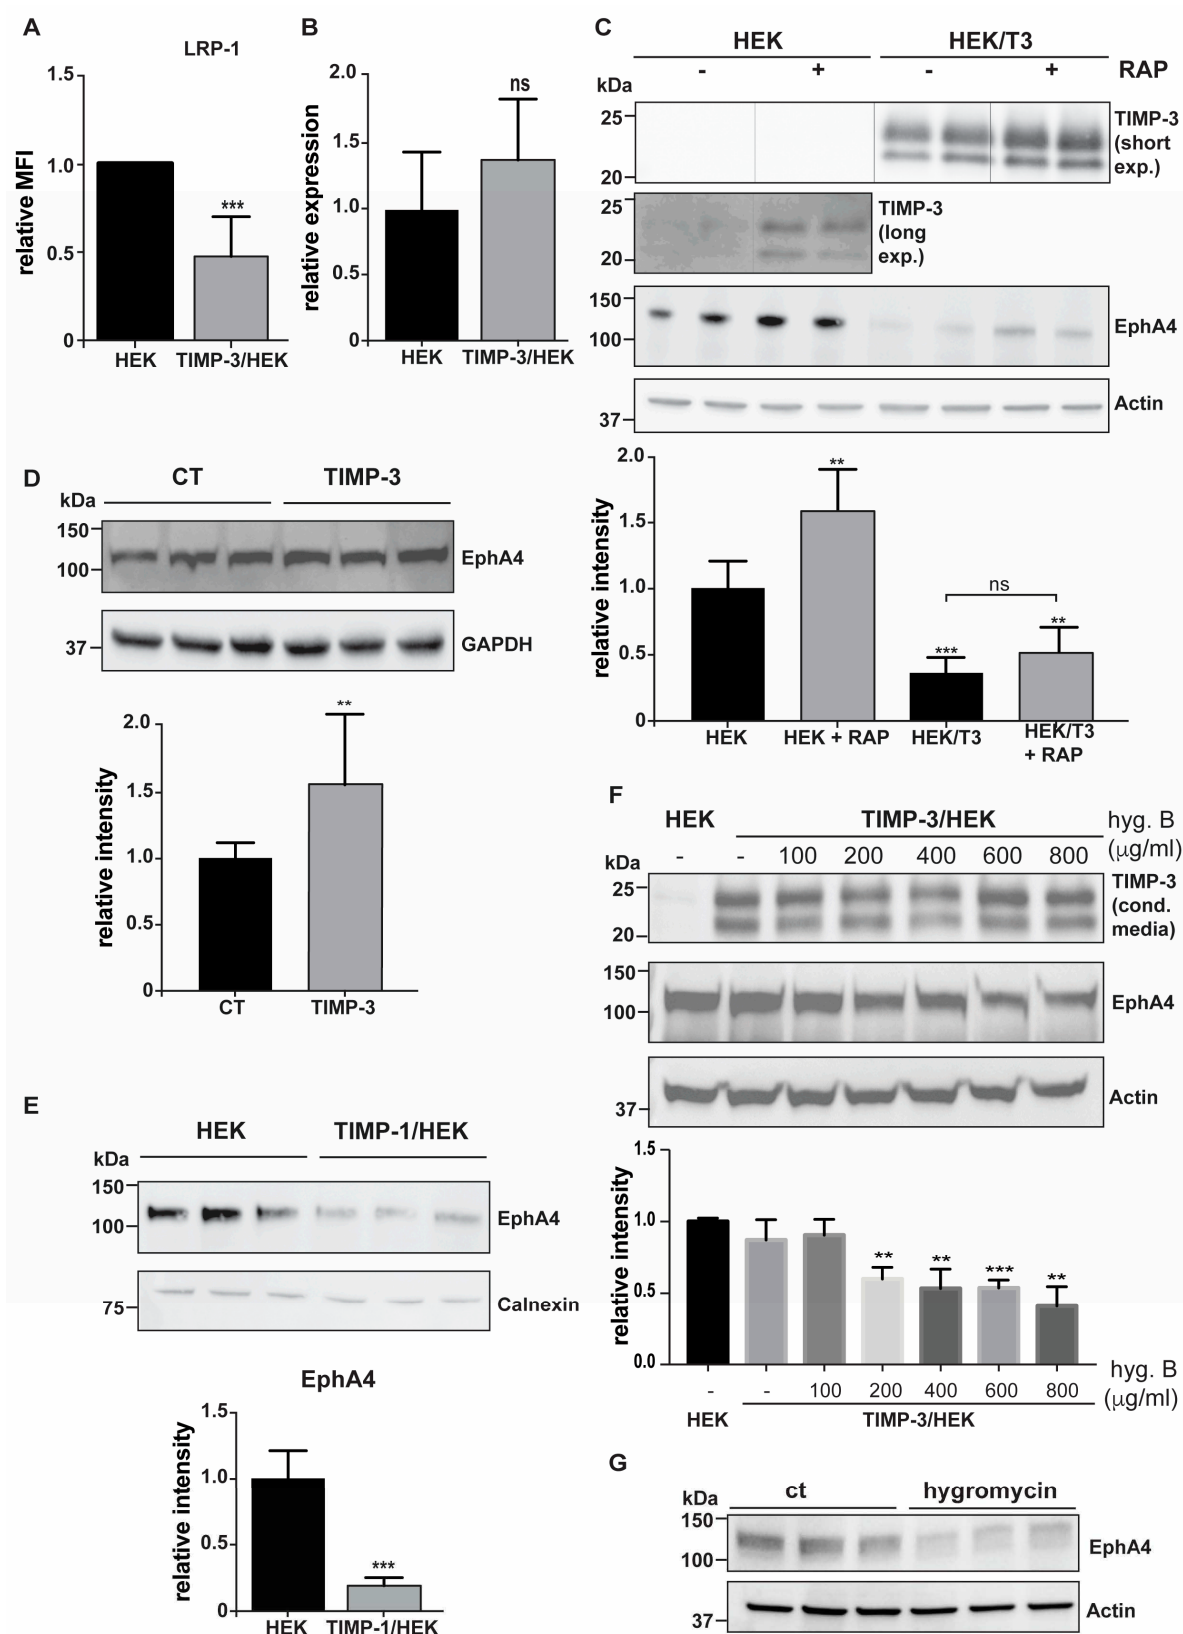 A
LRP-1
relative MFI
1.5
1.0
0.5
0
***
HEK TIMP-3/HEK
B
relative expression
2.0
1.5
1.0
0.5
0
ns
HEK TIMP-3/HEK
C
HEK HEK/T3
- + - + RAP
kDa
25
20
TIMP-3
(short
exp.)
25
20
TIMP-3
(long
exp.)
150
100
EphA4
37
Actin
relative intensity
2.0
1.5
1.0
0.5
0
**
***
ns
**
HEK HEK + RAP HEK/T3 HEK/T3
+ RAP
D
CT TIMP-3
kDa
150
100
EphA4
37
GAPDH
relative intensity
2.0
1.5
1.0
0.5
0
**
CT TIMP-3
E
HEK TIMP-1/HEK
kDa
150
100
EphA4
75
Calnexin
EphA4
relative intensity
1.5
1.0
0.5
0
***
HEK TIMP-1/HEK
F
HEK TIMP-3/HEK hyg. B
- - 100 200 400 600 800 (μg/ml)
kDa
25
20
TIMP-3
(cond.
media)
150
100
EphA4
37
Actin
relative intensity
1.5
1.0
0.5
0.0
** ** *** **
- - 100 200 400 600 800
hyg. B
(μg/ml)
HEK TIMP-3/HEK
G
ct hygromycin
kDa
150
100
EphA4
37
Actin